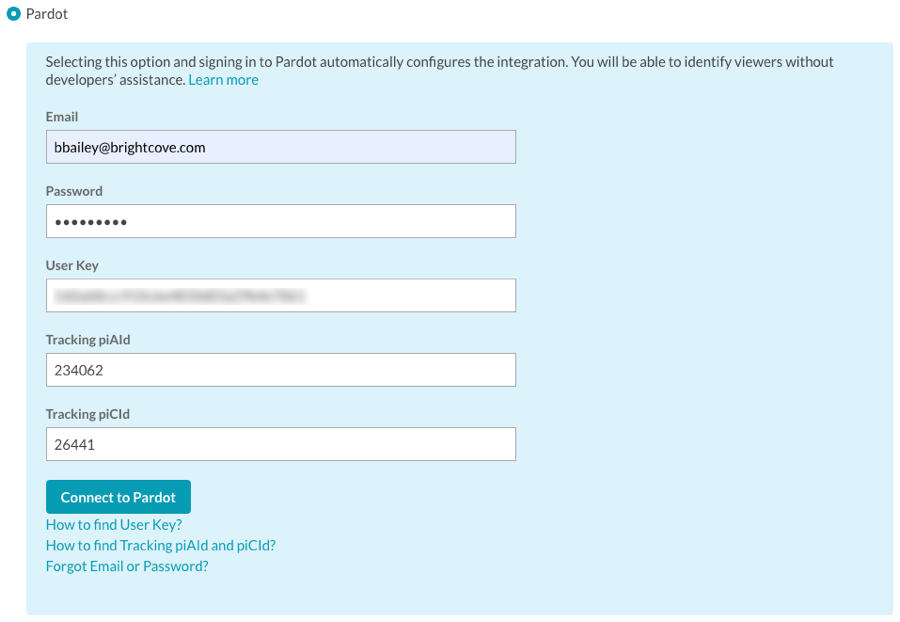 Pardot
Selecting this option and signing in to Pardot automatically configures the integration. You will be able to identify viewers without
developers' assistance. Learn more
Email
bbailey@brightcove.com
Password
•••••••••
User Key
Tracking piAId
234062
Tracking piCId
26441
Connect to Pardot
How to find User Key?
How to find Tracking piAId and piCId?
Forgot Email or Password?